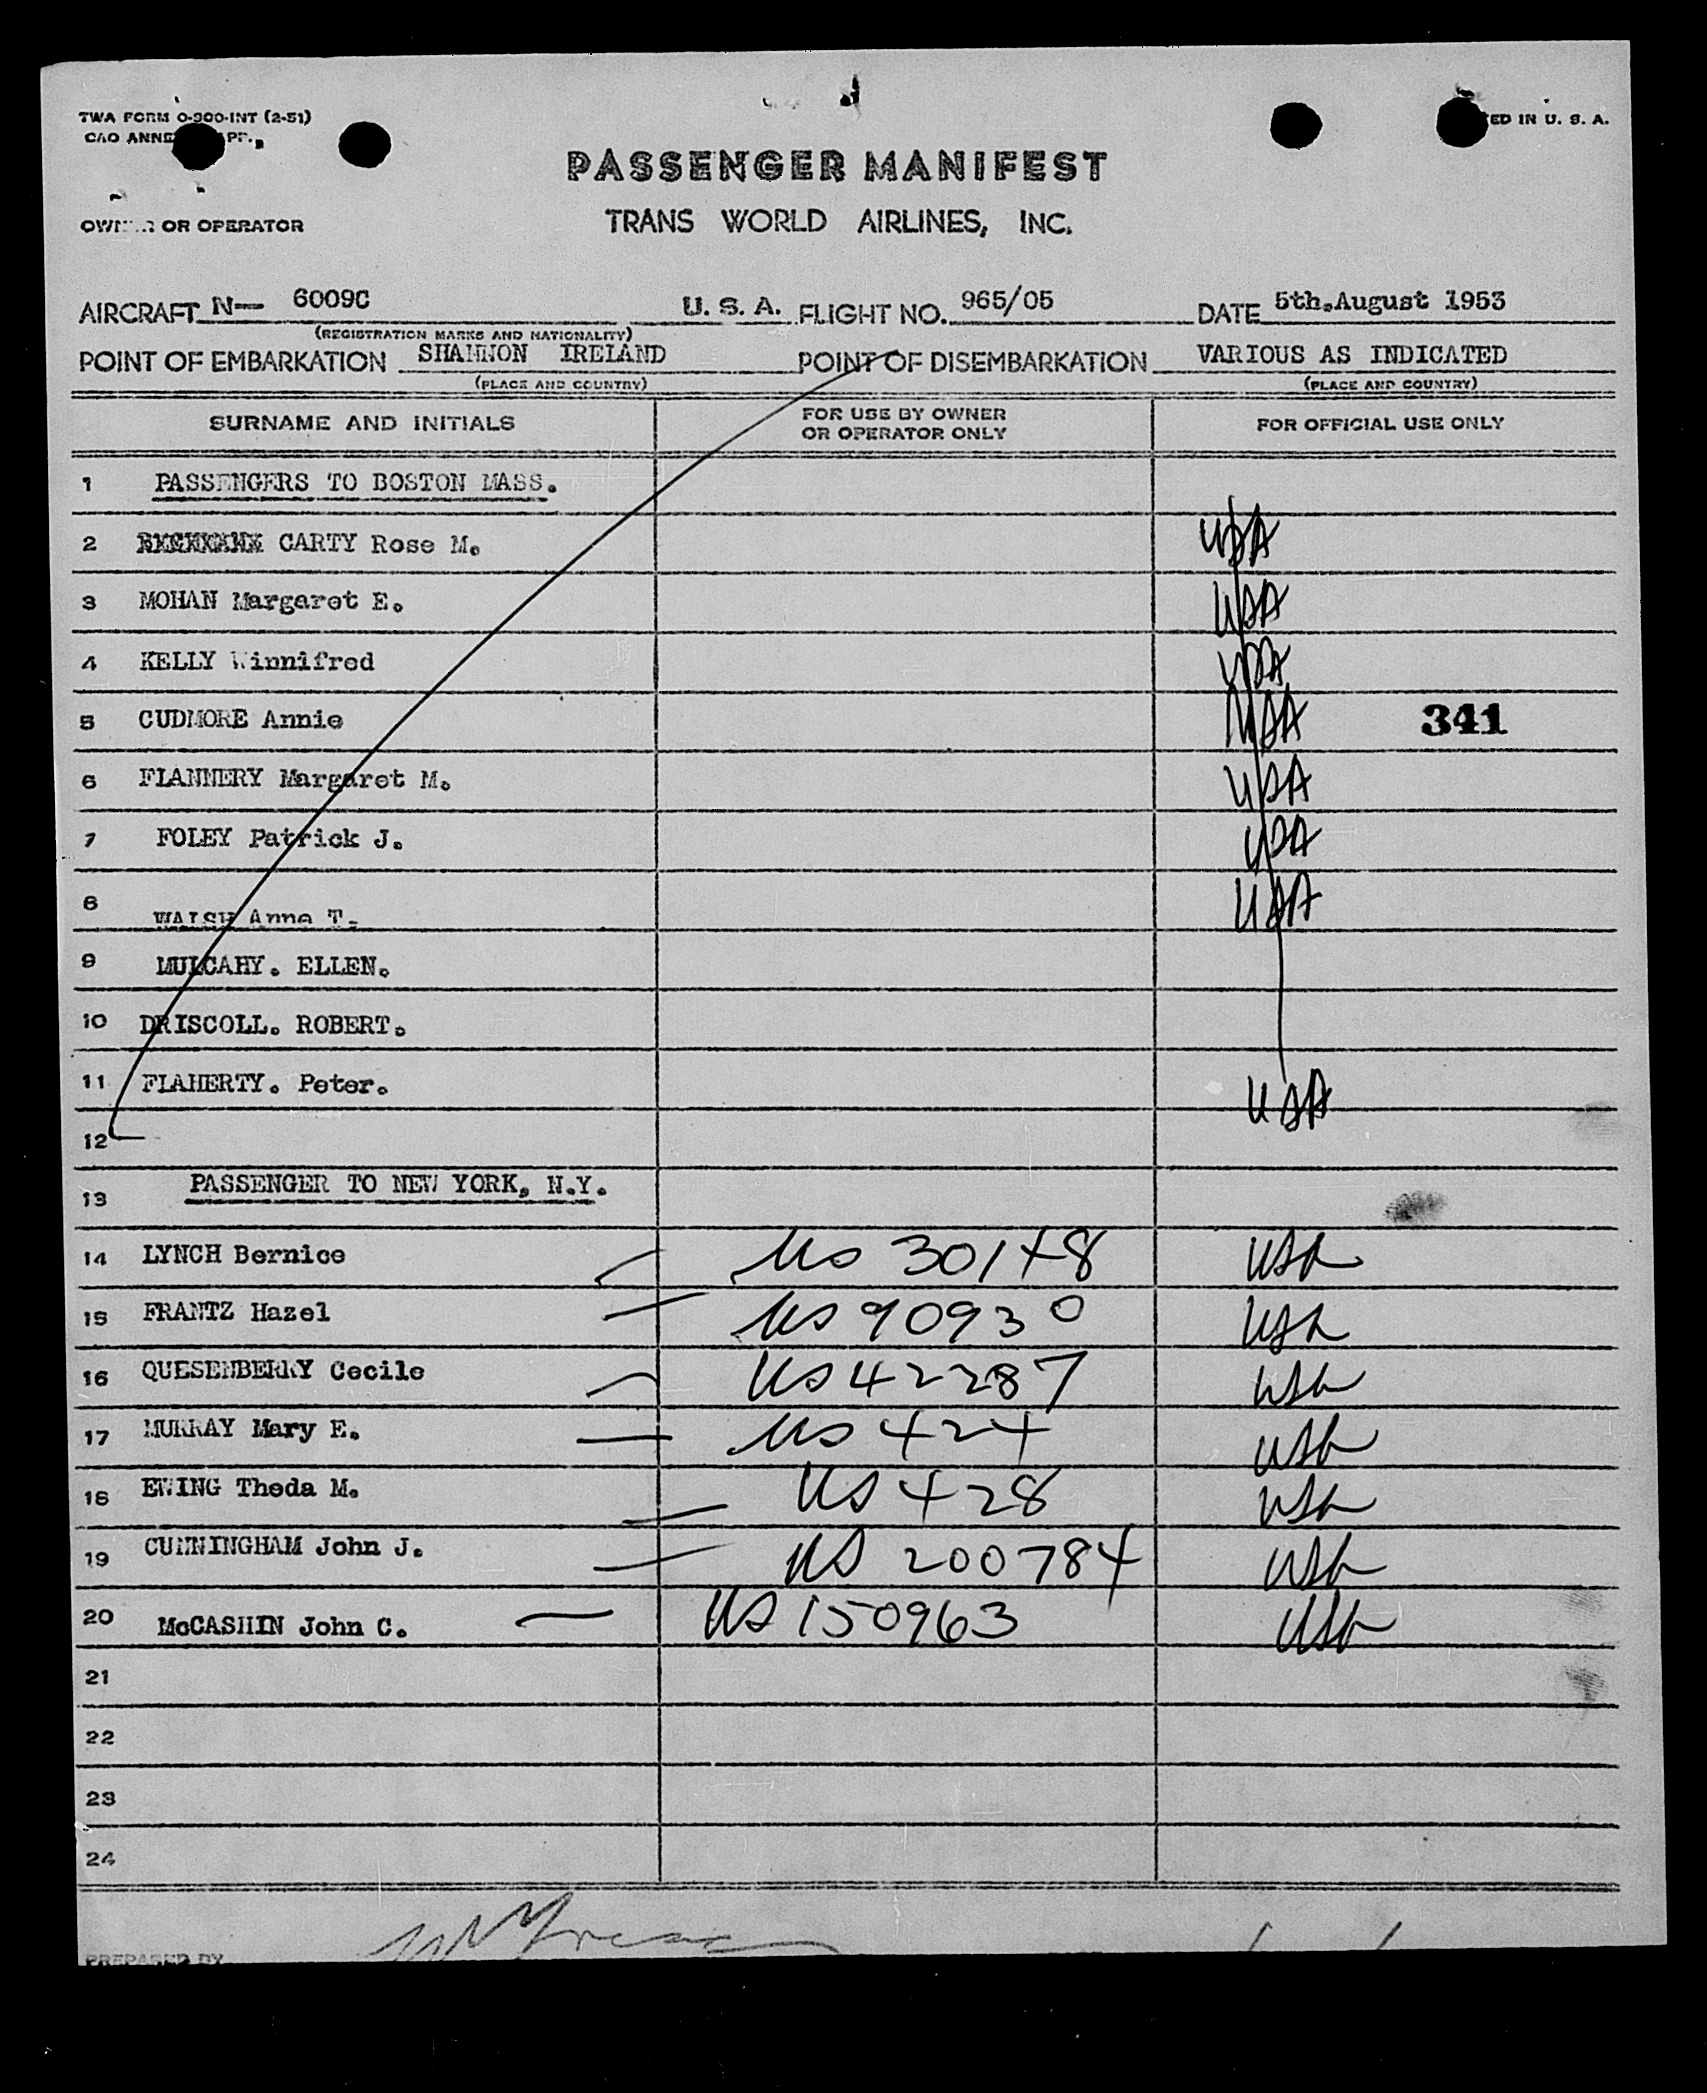 TWA FORM O-900-INT (2-51)
CAO
IN U. S. A.
PASSENGER MANIFEST
OR OPERATOR
TRANS WORLD AIRLINES, INC.
AIRCRAFT N— 6009C U. S. A. FLIGHT NO. 965/05 DATE 5th.August 1953
(REGISTRATION MARKS AND NATIONALITY)
POINT OF EMBARKATION SHANNON IRELAND POINT OF DISEMBARKATION VARIOUS AS INDICATED
(PLACE AND COUNTRY) (PLACE AND COUNTRY)
SURNAME AND INITIALS FOR USE BY OWNER OR OPERATOR ONLY FOR OFFICIAL USE ONLY
1 PASSENGERS TO BOSTON MASS.
2 CARTY Rose M. USA
3 MOHAN Margaret E. USA
4 KELLY Winnifred USA
5 CUDMORE Annie USA 341
6 FLANNERY Margaret M. USA
7 FOLEY Patrick J. USA
8 WALSH Anne T. USA
9 MULCAHY. ELLEN.
10 DRISCOLL. ROBERT.
11 FLAHERTY. Peter. USA
12
13 PASSENGER TO NEW YORK, N.Y.
14 LYNCH Bernice — US 30148 USA
15 FRANTZ Hazel — US 90930 USA
16 QUESENBERRY Cecile — US 42287 USA
17 MURRAY Mary E. — US 424 USA
18 EWING Theda M. — US 428 USA
19 CUNNINGHAM John J. — US 200784 USA
20 McCASHIN John C. — US 150963 USA
21
22
23
24
PREPARED BY